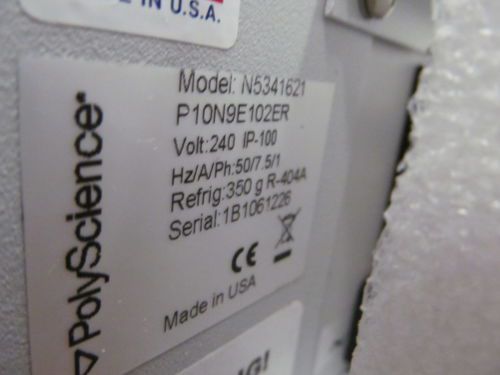 IN U.S.A.
PolyScience
Model: N5341621
P10N9E102ER
Volt:240 IP-100
Hz/A/Ph:50/7.5/1
Refrig:350 g R-404A
Serial:1B1061226
CE
Made in USA